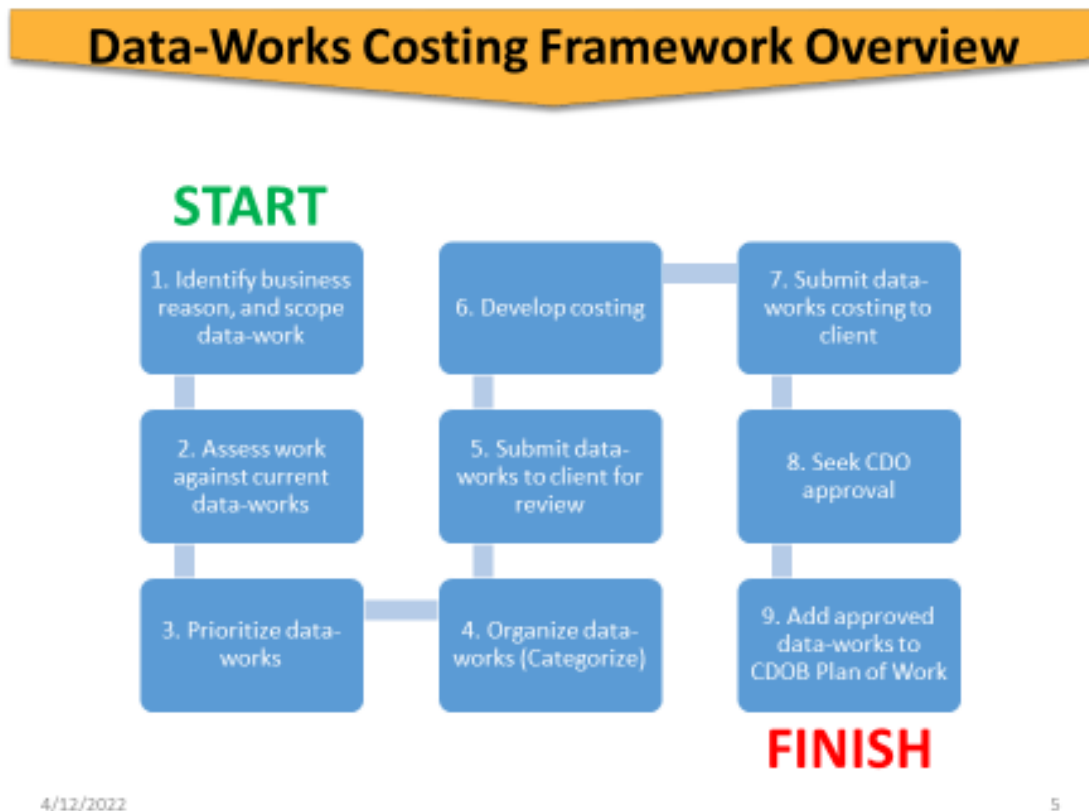 Data-Works Costing Framework Overview
START
1. Identify business
reason, and scope
data-work
2. Assess work
against current
data-works
3. Prioritize data-
works
4. Organize data-
works (Categorize)
5. Submit data-
works to client for
review
6. Develop costing
7. Submit data-
works costing to
client
8. Seek CDO
approval
9. Add approved
data-works to
CDOB Plan of Work
FINISH
4/12/2022
5